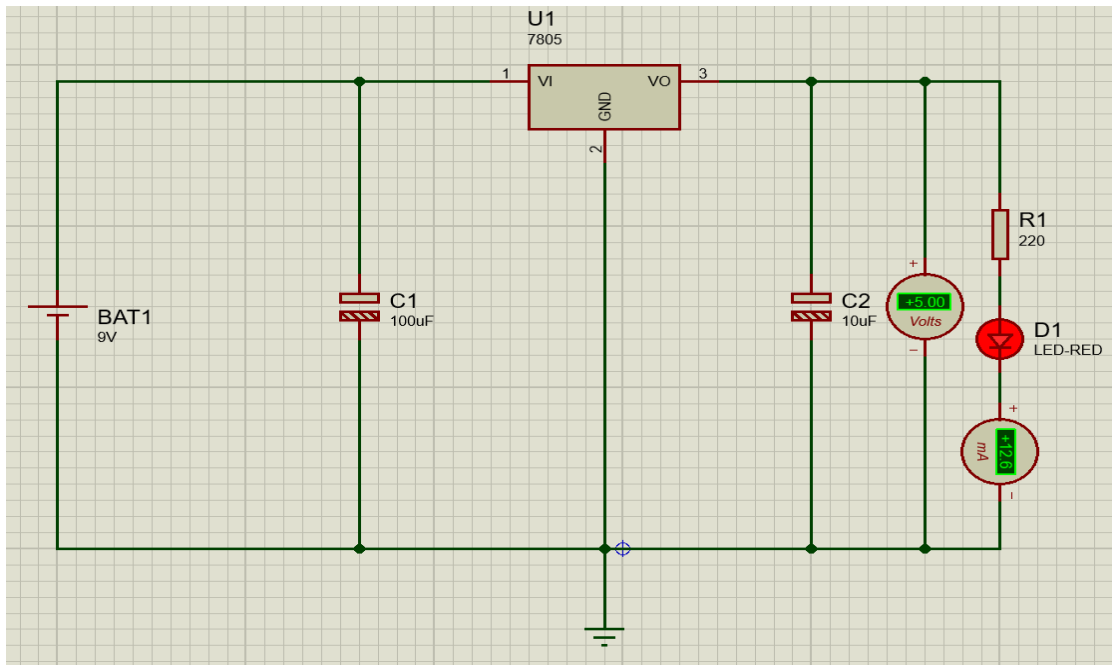 U1
7805
1
VI
VO
3
GND
2
BAT1
9V
C1
100uF
C2
10uF
+
+5.00
Volts
−
R1
220
D1
LED-RED
+
+12.6
mA
−